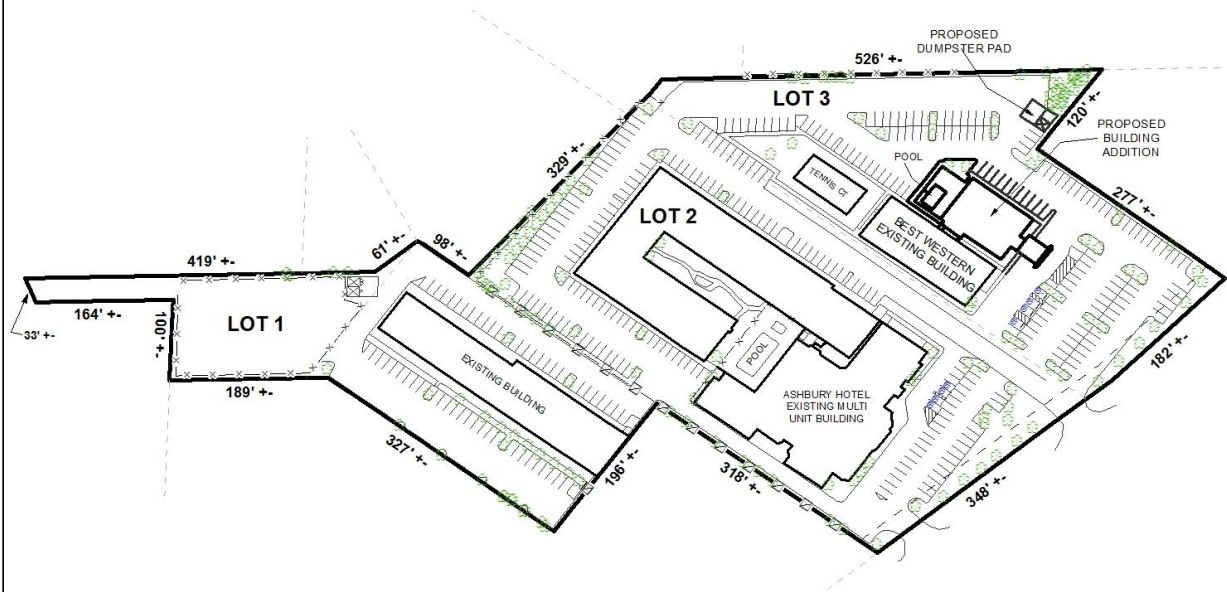 PROPOSED
DUMPSTER PAD
526' +-
LOT 3
120' +-
PROPOSED
BUILDING
ADDITION
POOL
329' +-
TENNIS CT
277' +-
LOT 2
BEST WESTERN
EXISTING BUILDING
98' +-
61' +-
419' +-
164' +-
100' +-
LOT 1
33' +-
182' +-
POOL
EXISTING BUILDING
189' +-
ASHBURY HOTEL
EXISTING MULTI
UNIT BUILDING
327' +-
196' +-
318' +-
348' +-